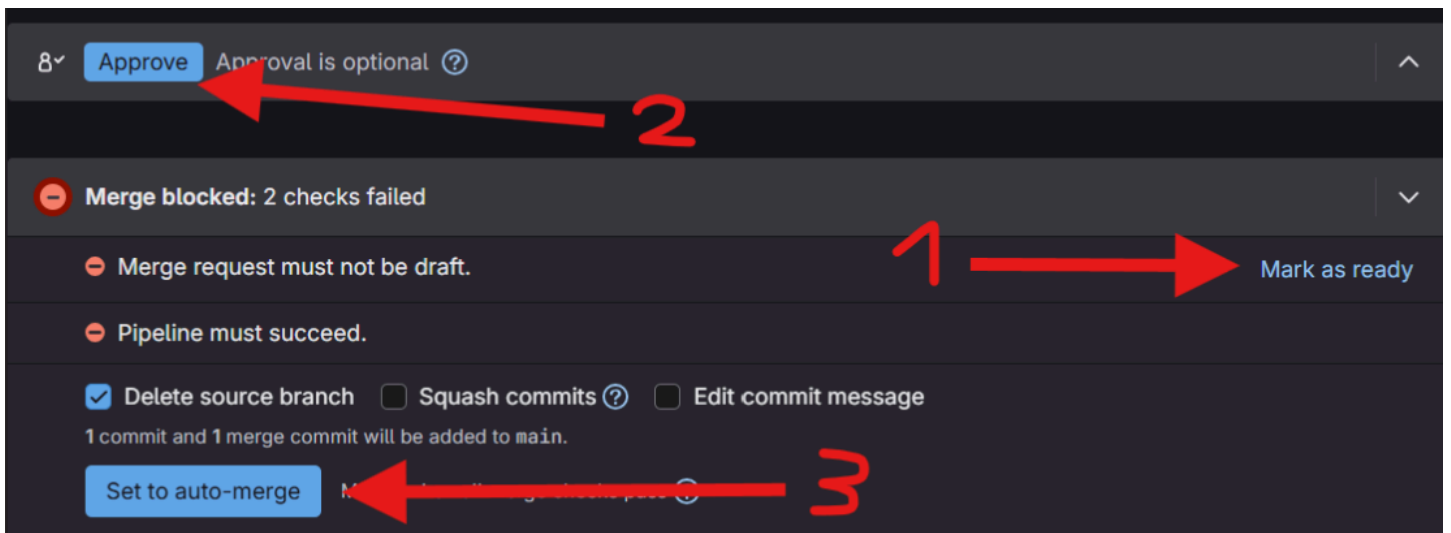 Approve Approval is optional ?
2
Merge blocked: 2 checks failed
1
Merge request must not be draft. Mark as ready
Pipeline must succeed.
Delete source branch Squash commits ? Edit commit message
1 commit and 1 merge commit will be added to main.
Set to auto-merge
3